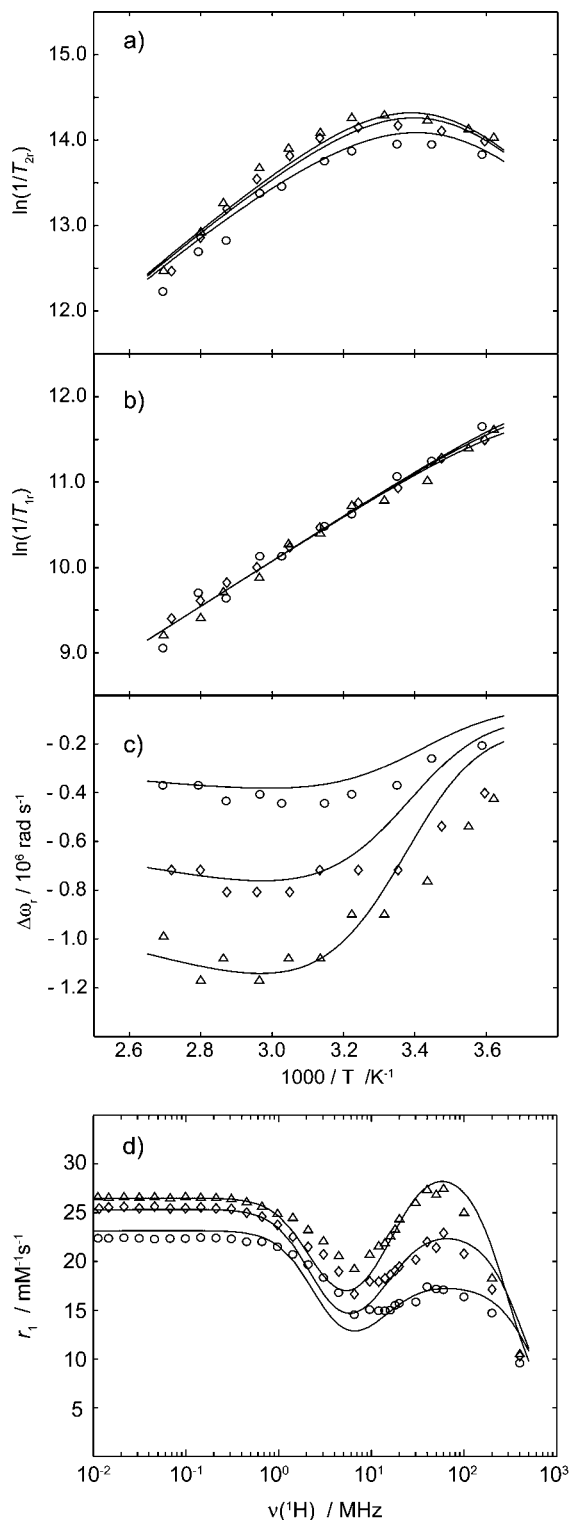 a)
15.0
14.0
13.0
12.0
ln(1/T2r)
b)
12.0
11.0
10.0
9.0
ln(1/T1r)
c)
- 0.2
- 0.4
- 0.6
- 0.8
- 1.0
- 1.2
Δωr / 10⁶ rad s⁻¹
2.6 2.8 3.0 3.2 3.4 3.6
1000 / T /K⁻¹
d)
30
25
20
15
10
5
r₁ / mM⁻¹s⁻¹
10⁻² 10⁻¹ 10⁰ 10¹ 10² 10³
ν(¹H) / MHz